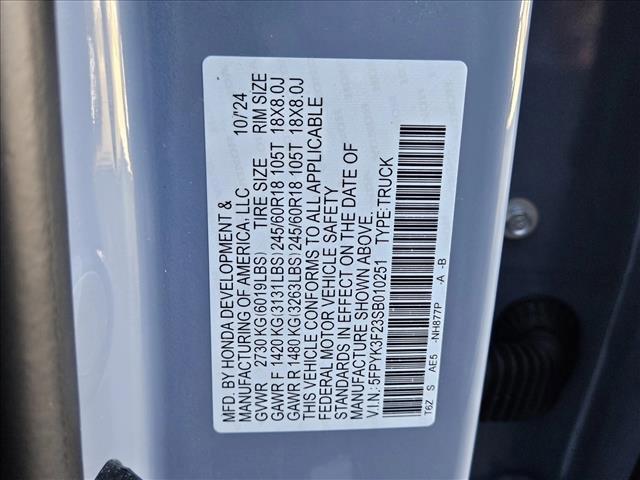 MFD. BY HONDA DEVELOPMENT &
MANUFACTURING OF AMERICA, LLC 10/'24
GVWR 2730 KG(6019LBS) TIRE SIZE RIM SIZE
GAWR F 1420 KG(3131LBS)245/60R18 105T 18X8.0J
GAWR R 1480 KG(3263LBS)245/60R18 105T 18X8.0J
THIS VEHICLE CONFORMS TO ALL APPLICABLE
FEDERAL MOTOR VEHICLE SAFETY
STANDARDS IN EFFECT ON THE DATE OF
MANUFACTURE SHOWN ABOVE.
V.I.N.: 5FPYK3F23SB010251 TYPE:TRUCK
T6Z S AE5 -NH877P -A -B